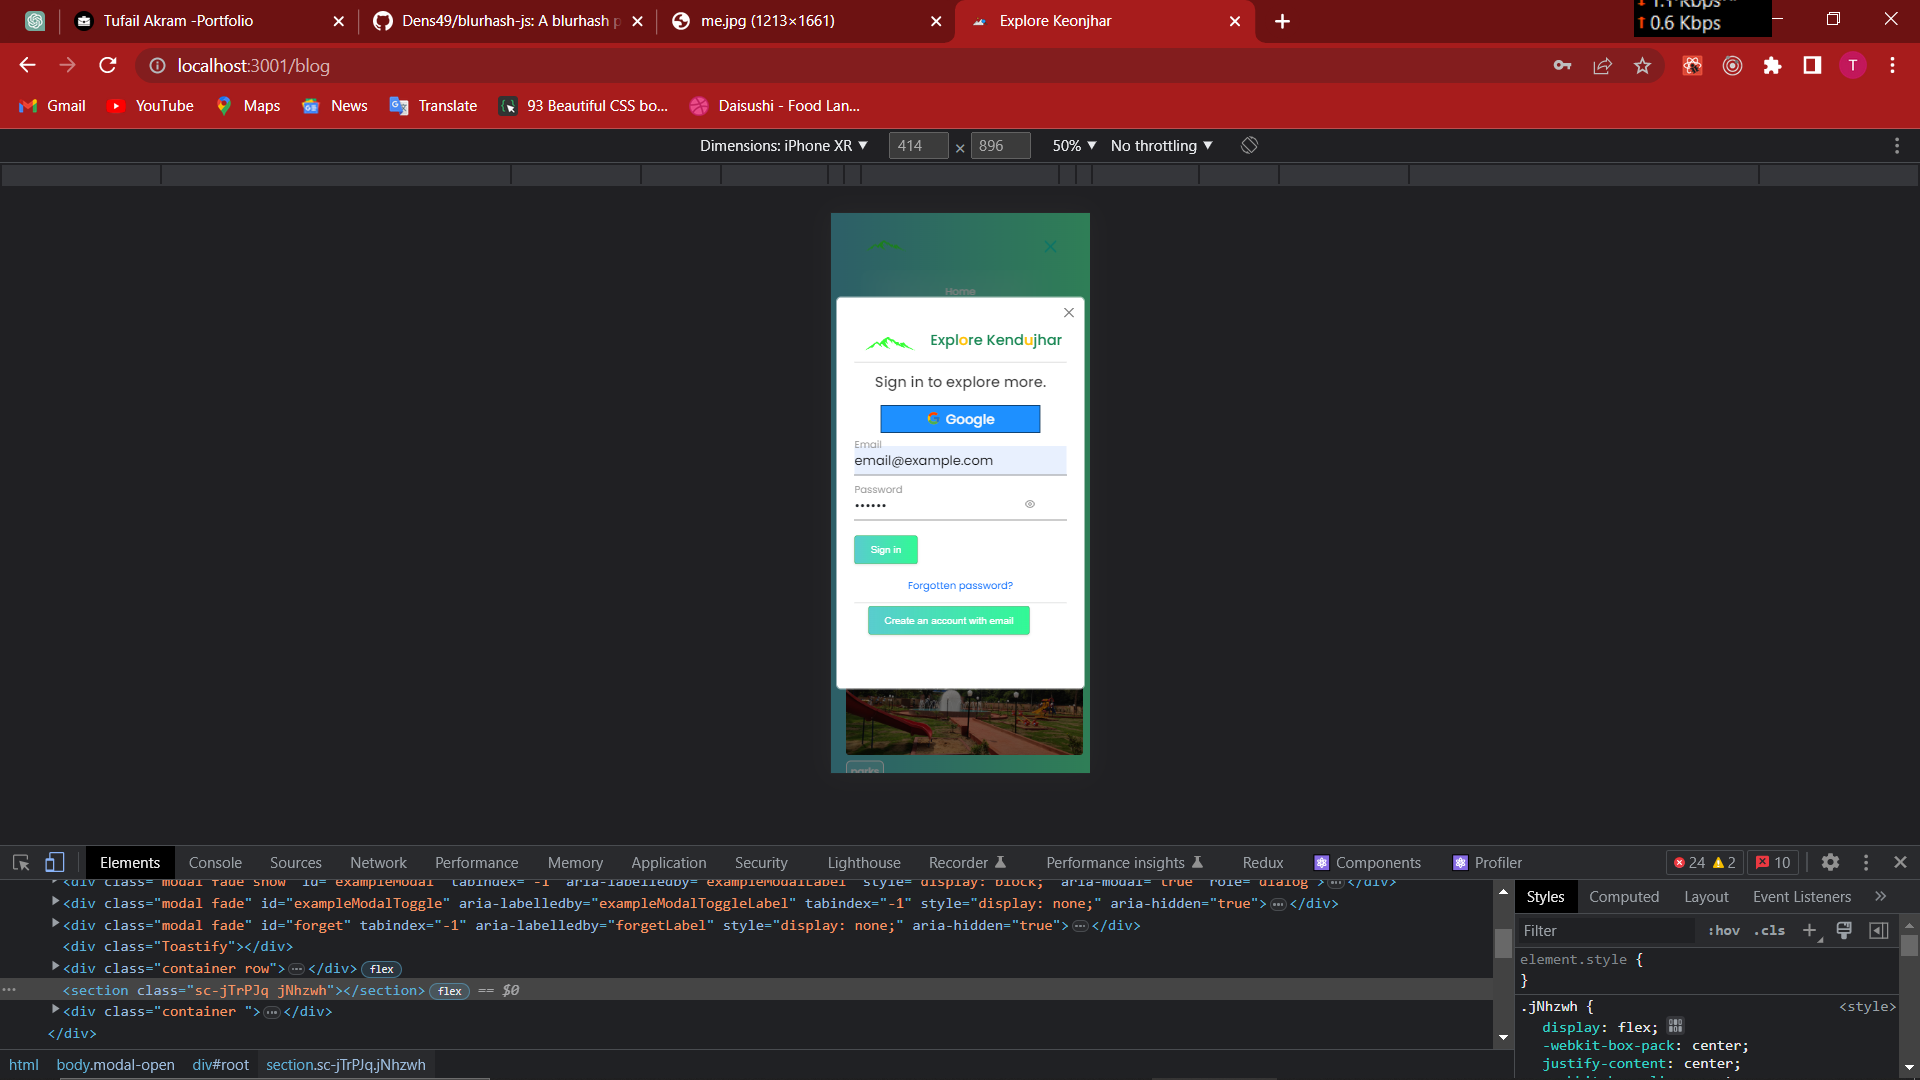 Tufail Akram -Portfolio
Dens49/blurhash-js: A blurhash p
me.jpg (1213×1661)
Explore Keonjhar
0.6 Kbps
localhost:3001/blog
T
Gmail
YouTube
Maps
News
Translate
93 Beautiful CSS bo...
Daisushi - Food Lan...
Dimensions: iPhone XR ▼
414 × 896
50% ▼
No throttling ▼
Home
Explore Kendujhar
Sign in to explore more.
Google
Email
email@example.com
Password
••••••
Sign in
Forgotten password?
Create an account with email
parks
Elements
Console
Sources
Network
Performance
Memory
Application
Security
Lighthouse
Recorder
Performance insights
Redux
Components
Profiler
24
2
10
<div class="modal fade show" id="exampleModal" tabindex="-1" aria-labelledby="exampleModalLabel" style="display: block;" aria-modal="true" role="dialog">…</div>
<div class="modal fade" id="exampleModalToggle" aria-labelledby="exampleModalToggleLabel" tabindex="-1" style="display: none;" aria-hidden="true">…</div>
<div class="modal fade" id="forget" tabindex="-1" aria-labelledby="forgetLabel" style="display: none;" aria-hidden="true">…</div>
<div class="Toastify"></div>
<div class="container row">…</div> flex
<section class="sc-jTrPJq jNhzwh"></section> flex == $0
<div class="container ">…</div>
</div>
html
body.modal-open
div#root
section.sc-jTrPJq.jNhzwh
Styles
Computed
Layout
Event Listeners
Filter
:hov
.cls
element.style {
}
.jNhzwh {
<style>
display: flex;
-webkit-box-pack: center;
justify-content: center;